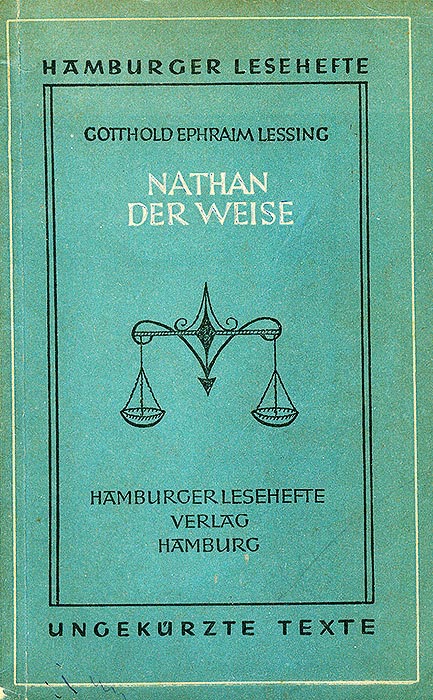 HAMBURGER LESEHEFTE
GOTTHOLD EPHRAIM LESSING
NATHAN
DER WEISE
HAMBURGER LESEHEFTE
VERLAG
HAMBURG
UNGEKÜRZTE TEXTE